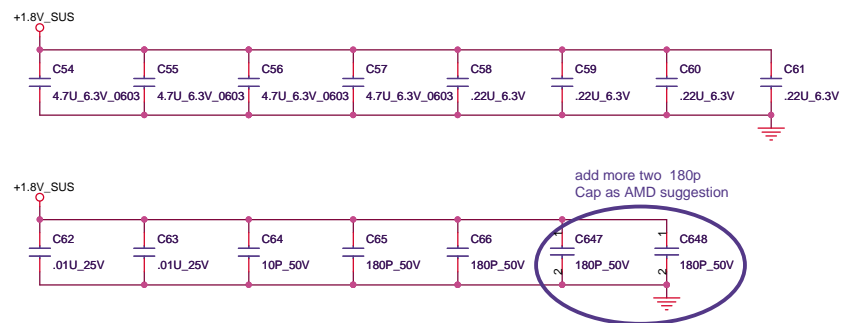 +1.8V_SUS
C54 C55 C56 C57 C58 C59 C60 C61
4.7U_6.3V_0603 4.7U_6.3V_0603 4.7U_6.3V_0603 4.7U_6.3V_0603 .22U_6.3V .22U_6.3V .22U_6.3V .22U_6.3V
add more two 180p
Cap as AMD suggestion
+1.8V_SUS
1 1
C62 C63 C64 C65 C66 C647 C648
.01U_25V .01U_25V 10P_50V 180P_50V 180P_50V 180P_50V 180P_50V
2 2